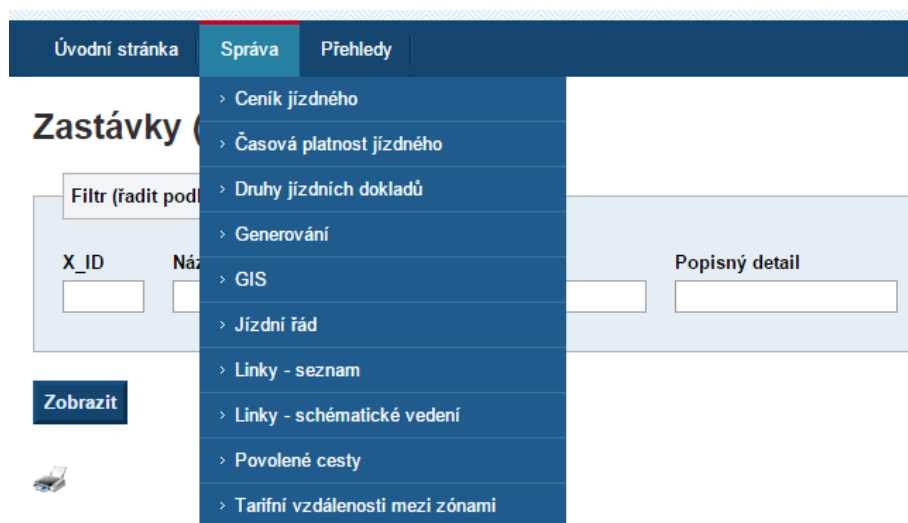 Úvodní stránka Správa Přehledy
Zastávky (
Filtr (řadit podl
X_ID Náz Popisný detail
Zobrazit
› Ceník jízdného
› Časová platnost jízdného
› Druhy jízdních dokladů
› Generování
› GIS
› Jízdní řád
› Linky - seznam
› Linky - schématické vedení
› Povolené cesty
› Tarifní vzdálenosti mezi zónami